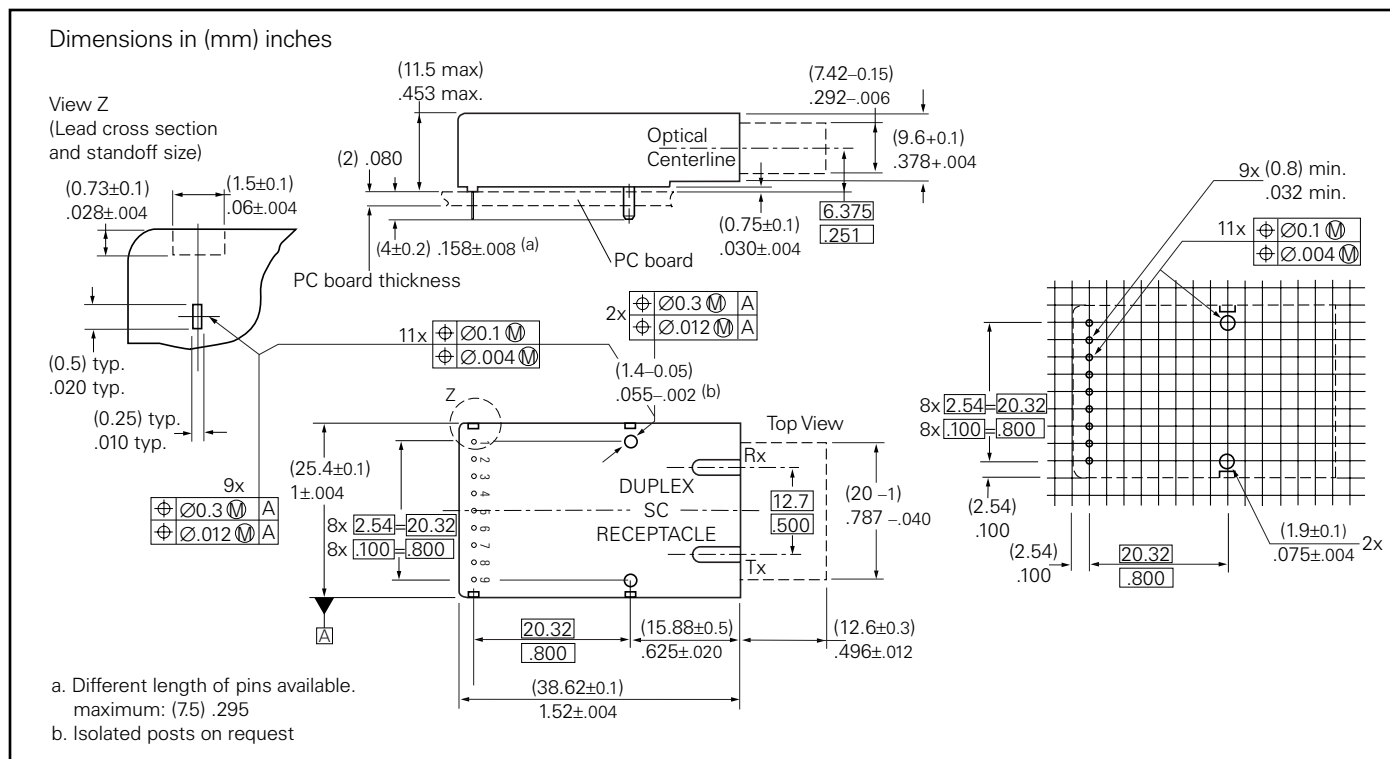 Dimensions in (mm) inches
View Z
(Lead cross section
and standoff size)
(0.73±0.1)
.028±.004
(1.5±0.1)
.06±.004
(0.5) typ.
.020 typ.
(0.25) typ.
.010 typ.
9x
⌖ Ø0.3 Ⓜ A
⌖ Ø.012 Ⓜ A
(11.5 max)
.453 max.
(2) .080
PC board thickness
(4±0.2) .158±.008 (a)
PC board
Optical
Centerline
(7.42–0.15)
.292–.006
(9.6+0.1)
.378+.004
6.375
.251
(0.75±0.1)
.030±.004
2x
⌖ Ø0.3 Ⓜ A
⌖ Ø.012 Ⓜ A
11x
⌖ Ø0.1 Ⓜ
⌖ Ø.004 Ⓜ
(1.4–0.05)
.055–.002 (b)
Z
Top View
1
2
3
4
5
6
7
8
9
Rx
DUPLEX
SC
RECEPTACLE
Tx
(25.4±0.1)
1±.004
8x 2.54=20.32
8x .100=.800
12.7
.500
(20 –1)
.787 –.040
A
20.32
.800
(15.88±0.5)
.625±.020
(12.6±0.3)
.496±.012
(38.62±0.1)
1.52±.004
9x (0.8) min.
.032 min.
11x
⌖ Ø0.1 Ⓜ
⌖ Ø.004 Ⓜ
8x 2.54=20.32
8x .100=.800
(2.54)
.100
(2.54)
.100
20.32
.800
(1.9±0.1)
.075±.004
2x
a. Different length of pins available.
maximum: (7.5) .295
b. Isolated posts on request